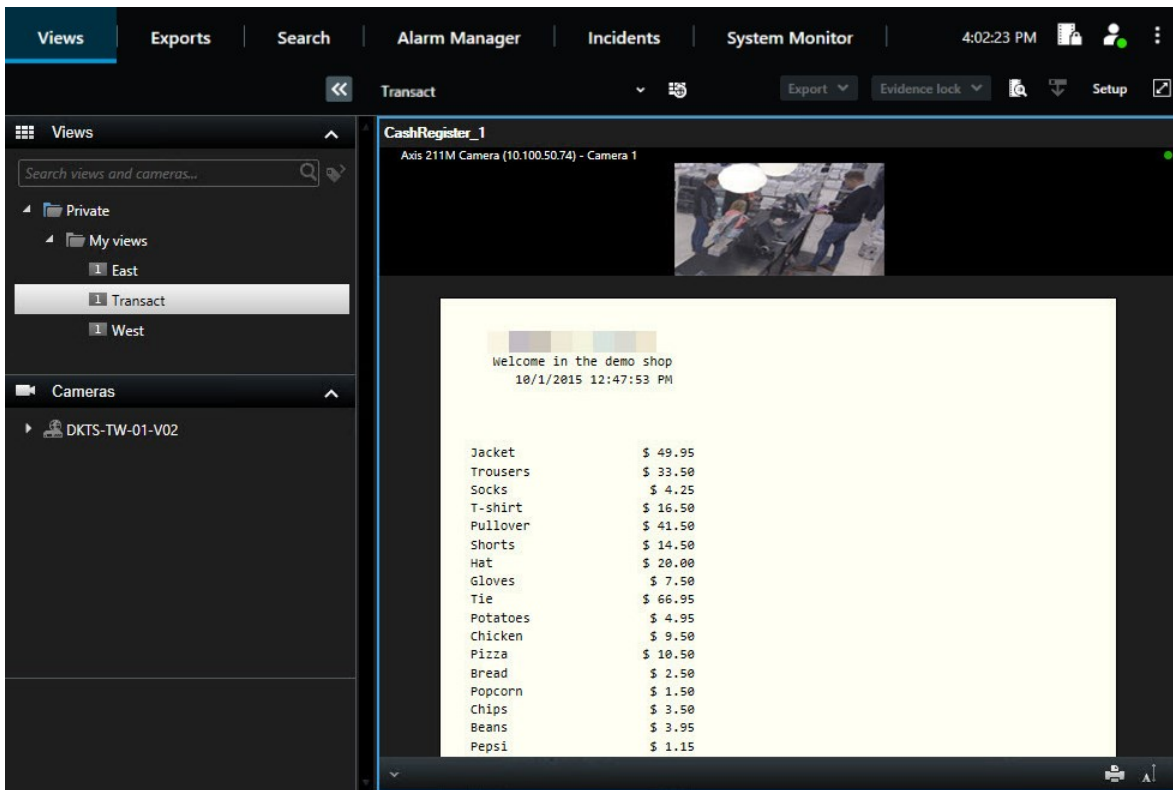 Views Exports Search Alarm Manager Incidents System Monitor 4:02:23 PM
Transact Export Evidence lock Setup
Views
Search views and cameras...
Private
My views
1 East
1 Transact
1 West
Cameras
DKTS-TW-01-V02
CashRegister_1
Axis 211M Camera (10.100.50.74) - Camera 1
Welcome in the demo shop
10/1/2015 12:47:53 PM
Jacket $ 49.95
Trousers $ 33.50
Socks $ 4.25
T-shirt $ 16.50
Pullover $ 41.50
Shorts $ 14.50
Hat $ 20.00
Gloves $ 7.50
Tie $ 66.95
Potatoes $ 4.95
Chicken $ 9.50
Pizza $ 10.50
Bread $ 2.50
Popcorn $ 1.50
Chips $ 3.50
Beans $ 3.95
Pepsi $ 1.15
A